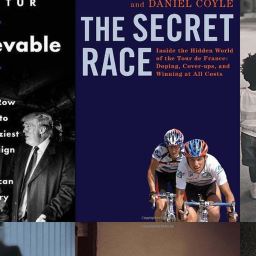 TUR
evable
Row
to
ziest
ign
can
ry
s
and DANIEL COYLE
THE SECRET
RACE
Inside the Hidden World
of the Tour de France:
Doping, Cover-ups, and
Winning at All Costs